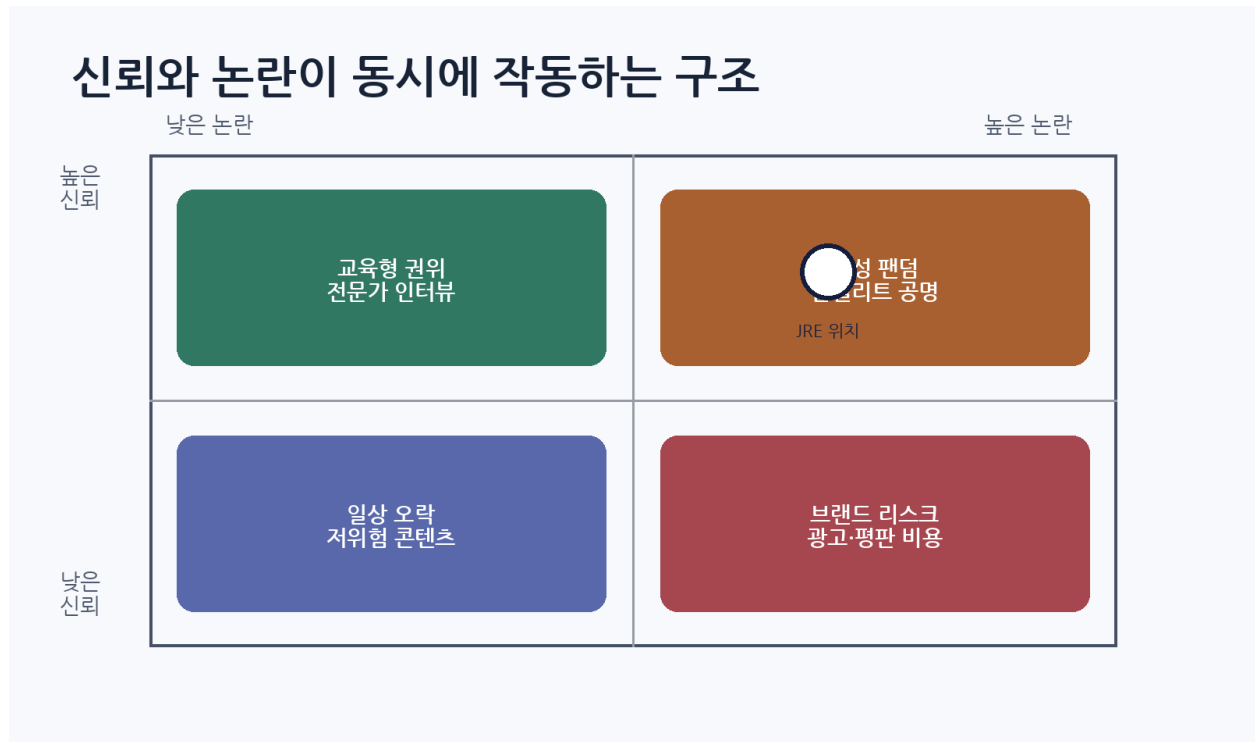 신뢰와 논란이 동시에 작동하는 구조
낮은 논란
높은 논란
높은
신뢰
교육형 권위
전문가 인터뷰
팬덤
공명
JRE 위치
일상 오락
저위험 콘텐츠
브랜드 리스크
광고·평판 비용
낮은
신뢰